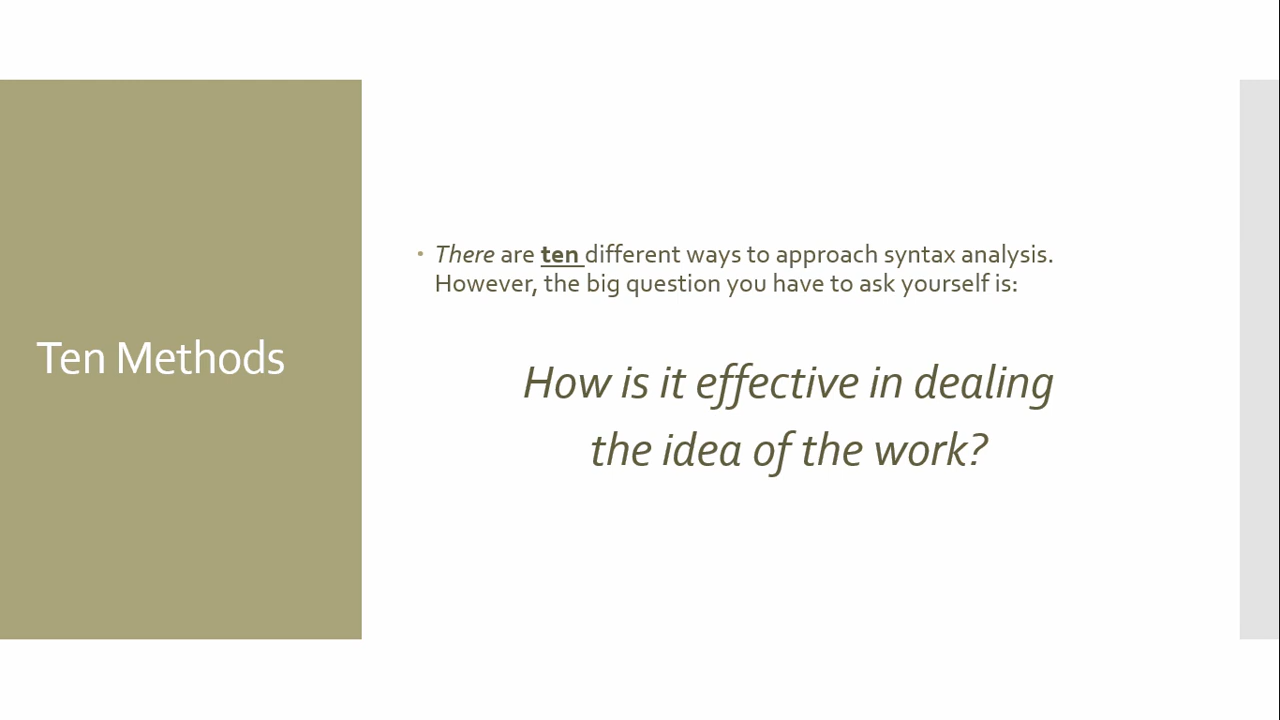 Ten Methods
• There are ten different ways to approach syntax analysis.
However, the big question you have to ask yourself is:
How is it effective in dealing
the idea of the work?